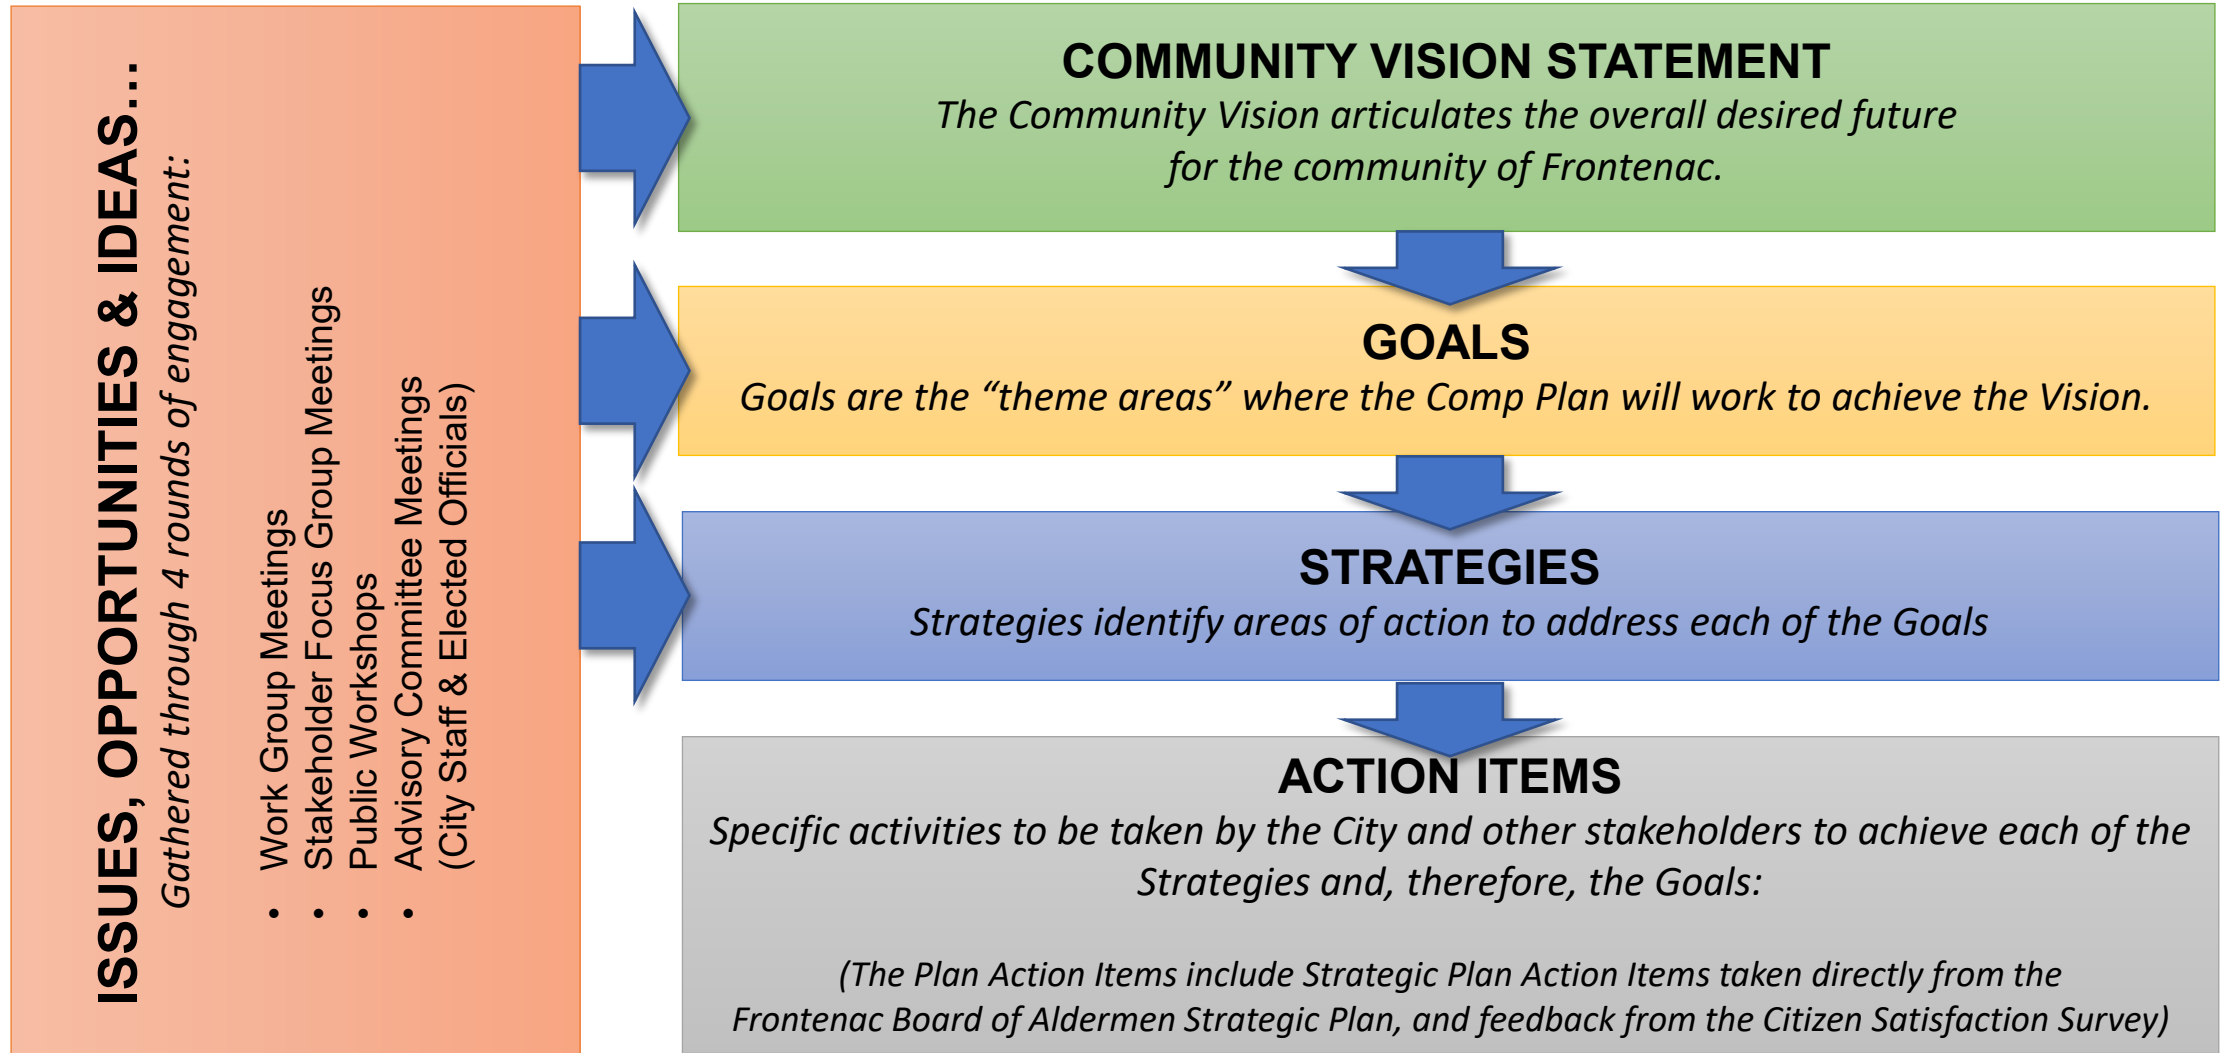 ISSUES, OPPORTUNITIES & IDEAS...
Gathered through 4 rounds of engagement:
• Work Group Meetings
• Stakeholder Focus Group Meetings
• Public Workshops
• Advisory Committee Meetings
(City Staff & Elected Officials)
COMMUNITY VISION STATEMENT
The Community Vision articulates the overall desired future
for the community of Frontenac.
GOALS
Goals are the “theme areas” where the Comp Plan will work to achieve the Vision.
STRATEGIES
Strategies identify areas of action to address each of the Goals
ACTION ITEMS
Specific activities to be taken by the City and other stakeholders to achieve each of the
Strategies and, therefore, the Goals:
(The Plan Action Items include Strategic Plan Action Items taken directly from the
Frontenac Board of Aldermen Strategic Plan, and feedback from the Citizen Satisfaction Survey)